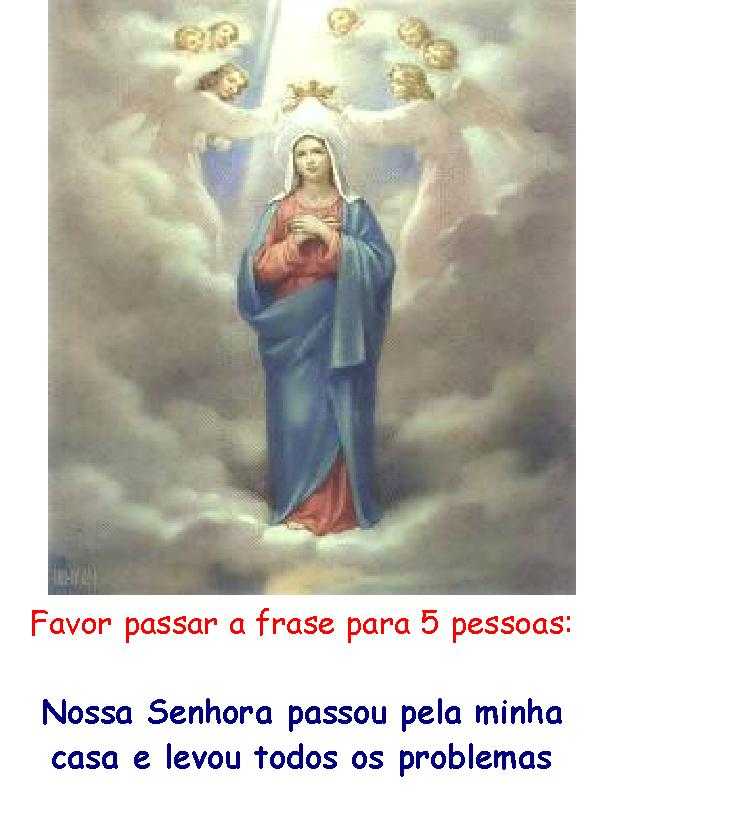 Favor passar a frase para 5 pessoas:
Nossa Senhora passou pela minha
casa e levou todos os problemas